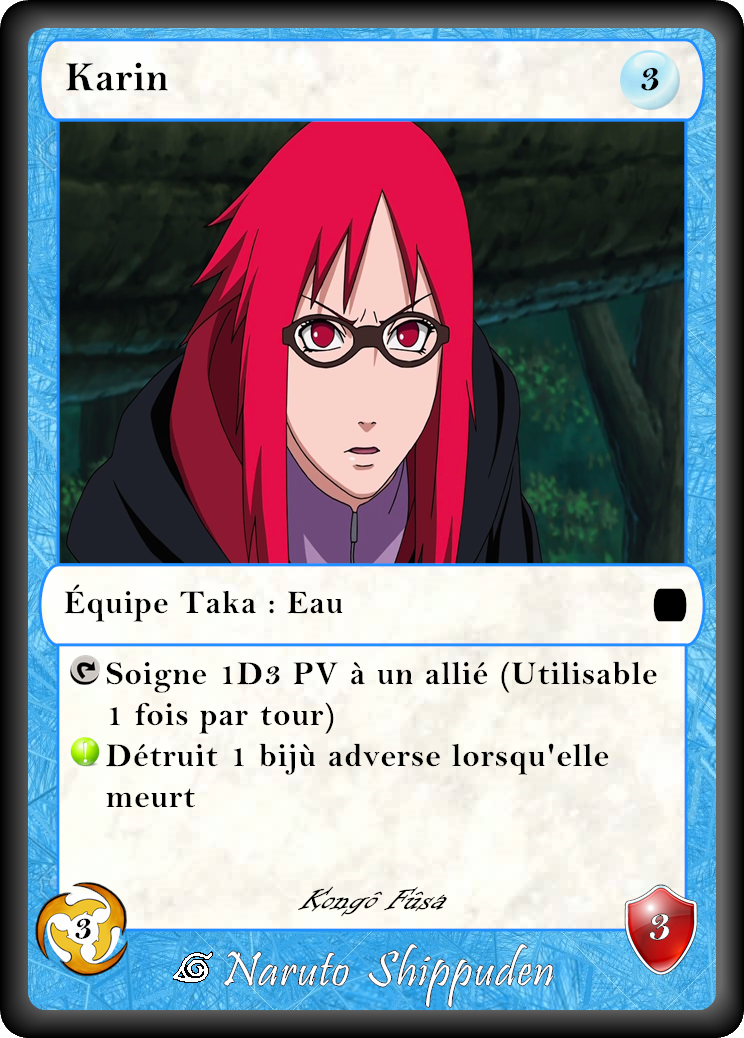 Karin
3
Équipe Taka : Eau
Soigne 1D3 PV à un allié (Utilisable
1 fois par tour)
! Détruit 1 bijù adverse lorsqu'elle
meurt
Kongô Fûsa
3
3
Naruto Shippuden